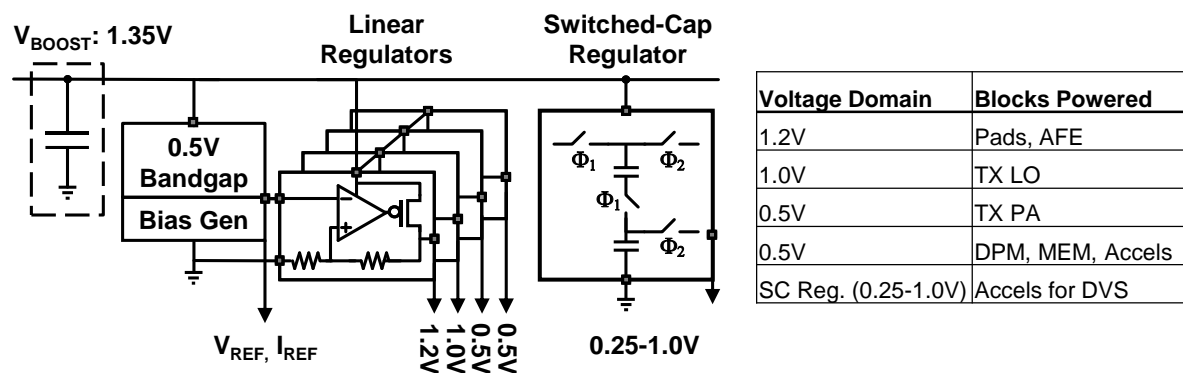 V_BOOST: 1.35V
Linear
Regulators
Switched-Cap
Regulator
0.5V
Bandgap
Bias Gen
−
+
Φ1
Φ2
Φ1
Φ2
V_REF, I_REF
1.2V
1.0V
0.5V
0.5V
0.25-1.0V
Voltage Domain Blocks Powered
1.2V Pads, AFE
1.0V TX LO
0.5V TX PA
0.5V DPM, MEM, Accels
SC Reg. (0.25-1.0V) Accels for DVS